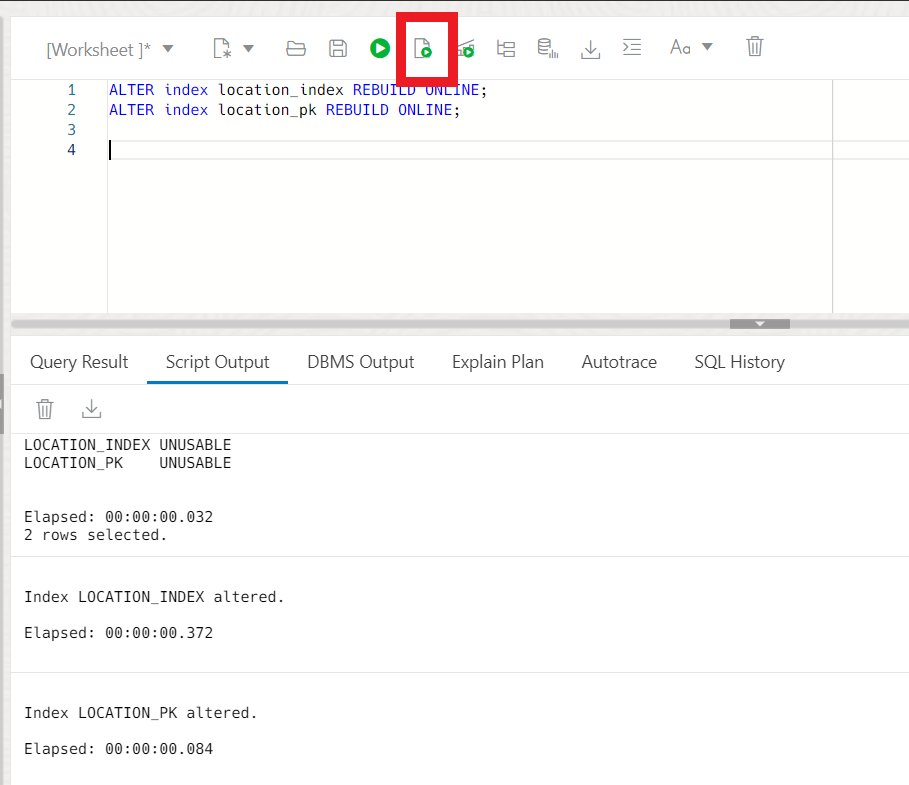 [Worksheet ]*
Aa
1 ALTER index location_index REBUILD ONLINE;
2 ALTER index location_pk REBUILD ONLINE;
3
4
Query Result Script Output DBMS Output Explain Plan Autotrace SQL History
LOCATION_INDEX UNUSABLE
LOCATION_PK    UNUSABLE
Elapsed: 00:00:00.032
2 rows selected.
Index LOCATION_INDEX altered.
Elapsed: 00:00:00.372
Index LOCATION_PK altered.
Elapsed: 00:00:00.084